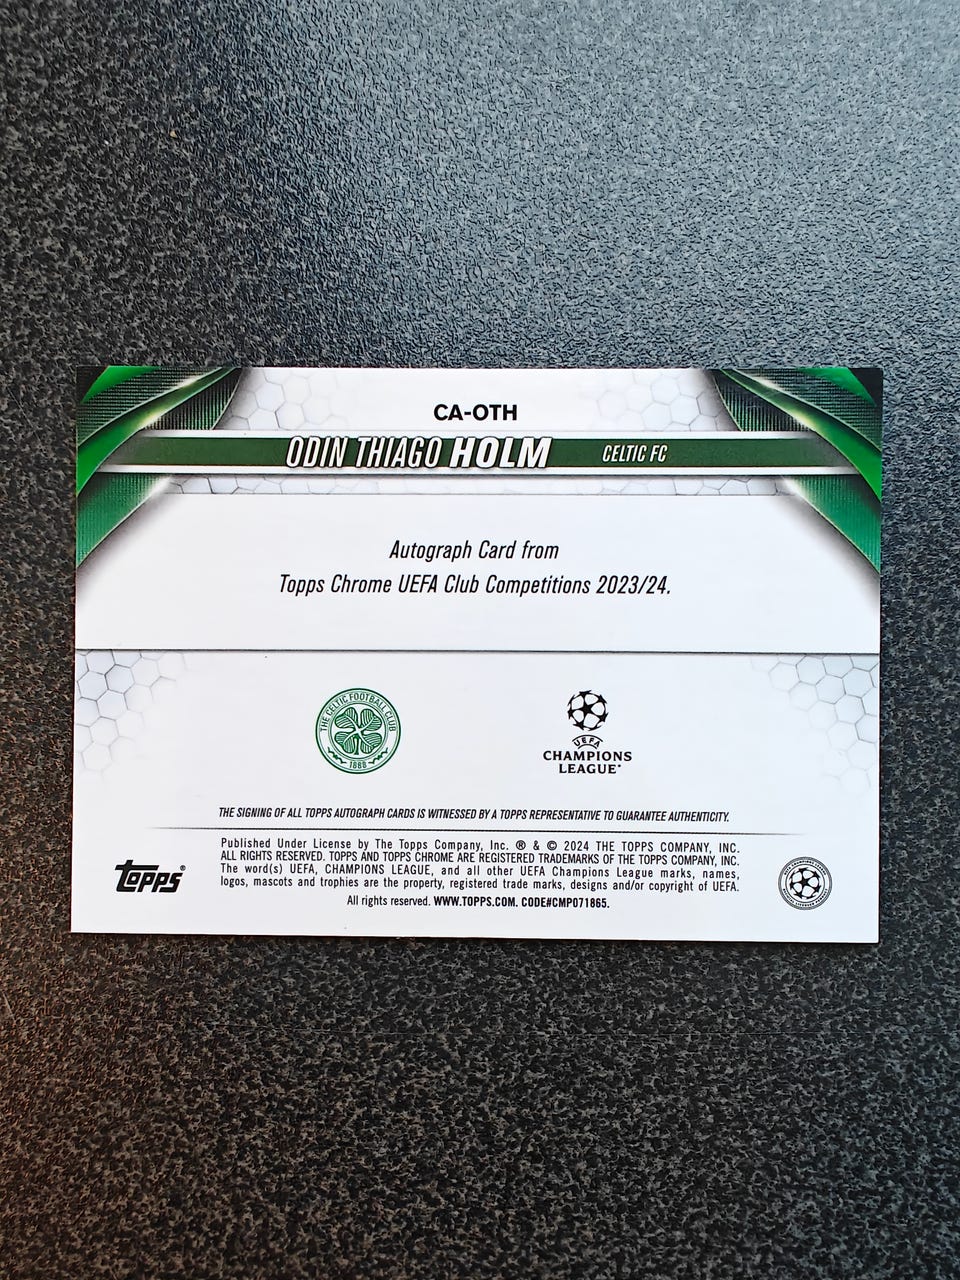 CA-OTH
ODIN THIAGO HOLM CELTIC FC
Autograph Card from
Topps Chrome UEFA Club Competitions 2023/24.
THE CELTIC FOOTBALL CLUB
1888
UEFA
CHAMPIONS
LEAGUE
THE SIGNING OF ALL TOPPS AUTOGRAPH CARDS IS WITNESSED BY A TOPPS REPRESENTATIVE TO GUARANTEE AUTHENTICITY.
Published Under License by The Topps Company, Inc. ® & © 2024 THE TOPPS COMPANY, INC.
ALL RIGHTS RESERVED. TOPPS AND TOPPS CHROME ARE REGISTERED TRADEMARKS OF THE TOPPS COMPANY, INC.
The word(s) UEFA, CHAMPIONS LEAGUE, and all other UEFA Champions League marks, names,
logos, mascots and trophies are the property, registered trade marks, designs and/or copyright of UEFA.
All rights reserved. WWW.TOPPS.COM. CODE#CMP071865.
Topps®